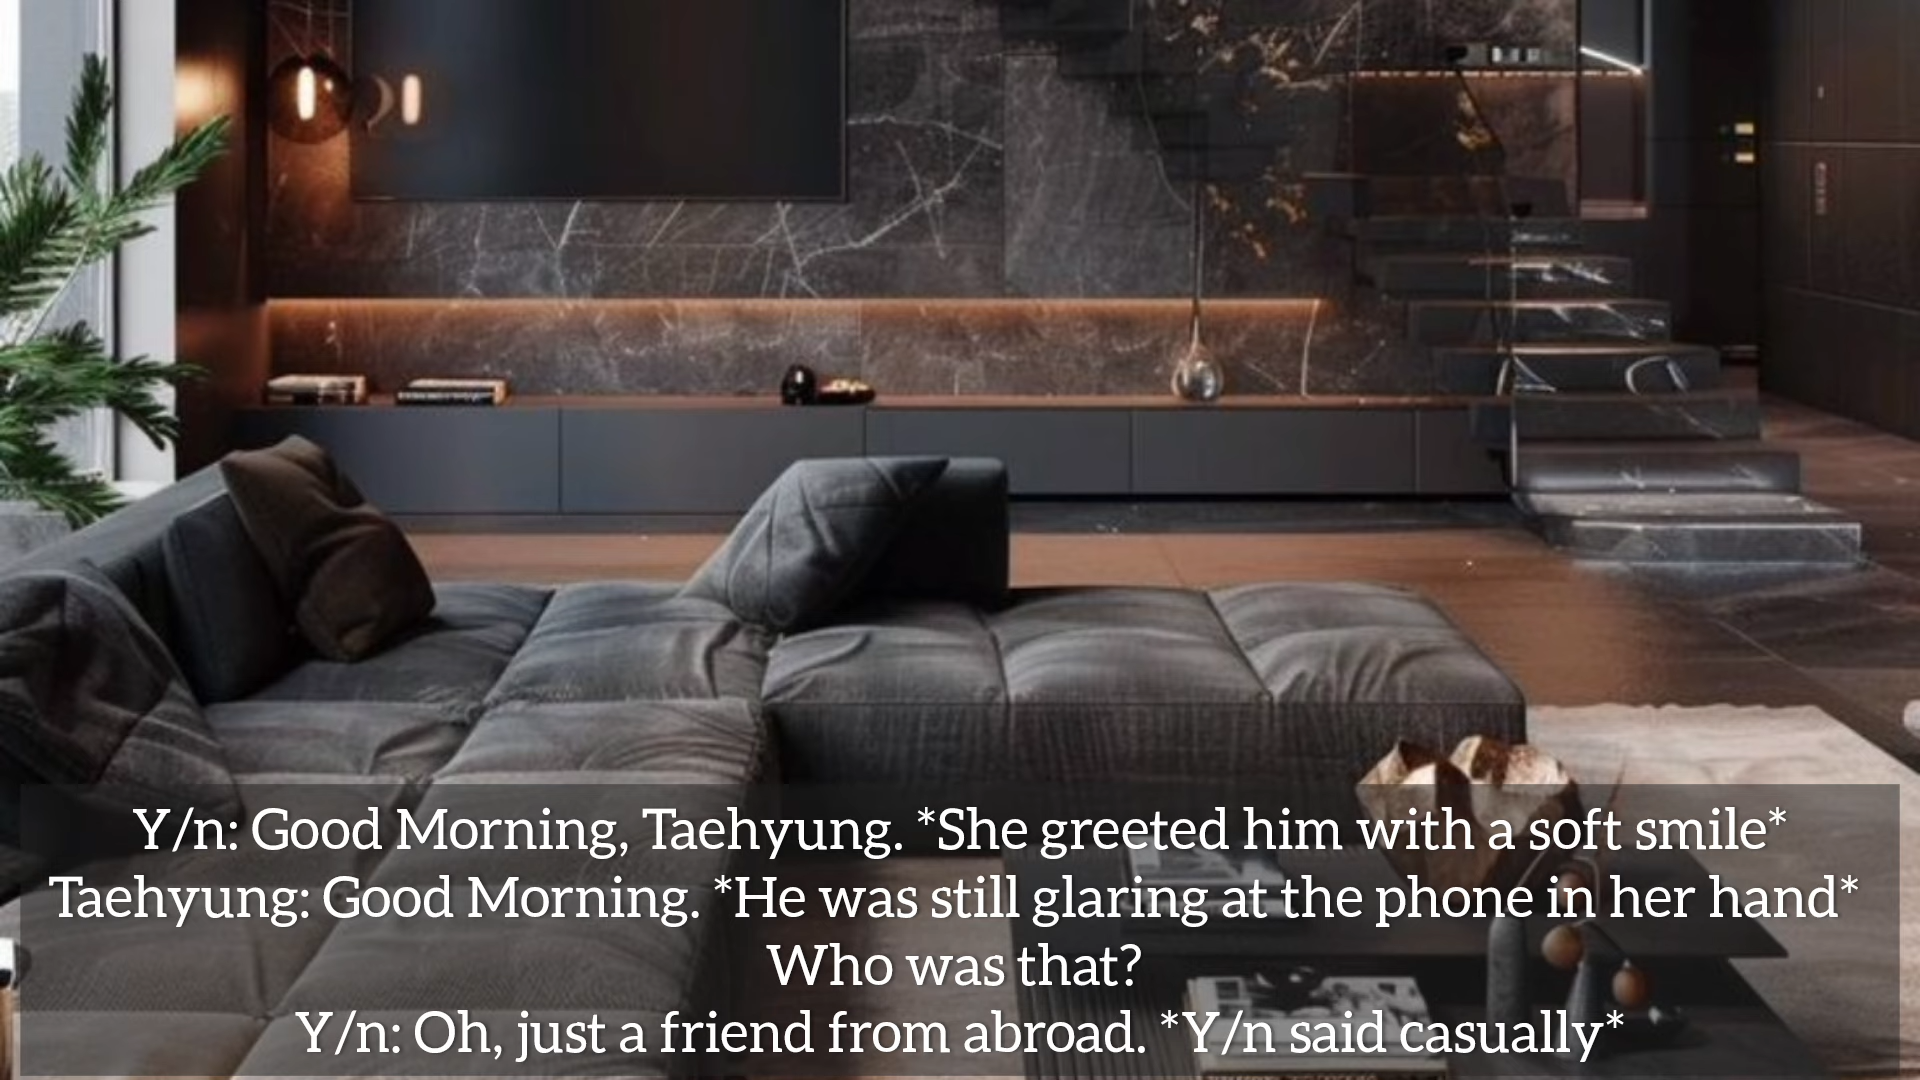 Y/n: Good Morning, Taehyung. *She greeted him with a soft smile*
Taehyung: Good Morning. *He was still glaring at the phone in her hand*
Who was that?
Y/n: Oh, just a friend from abroad. *Y/n said casually*